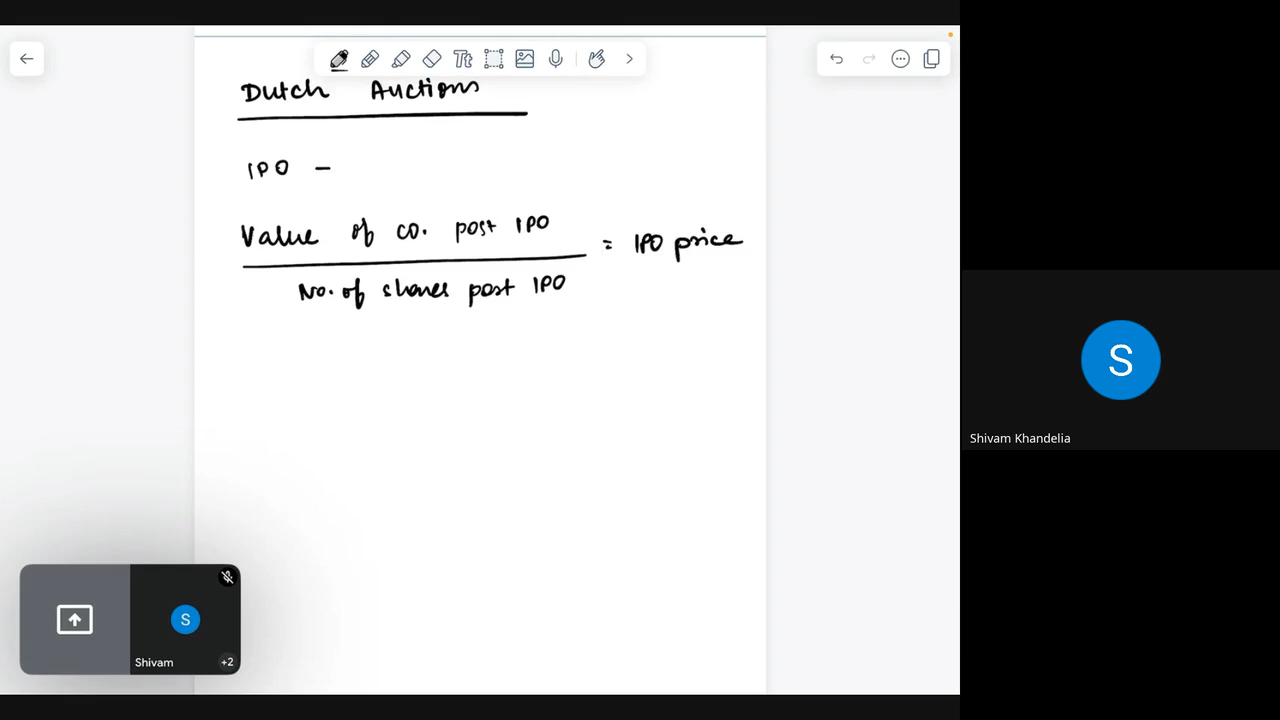 Tt
Dutch Auctions
IPO -
Value of co. post IPO
= IPO price
No. of shares post IPO
S
Shivam Khandelia
S
Shivam
+2